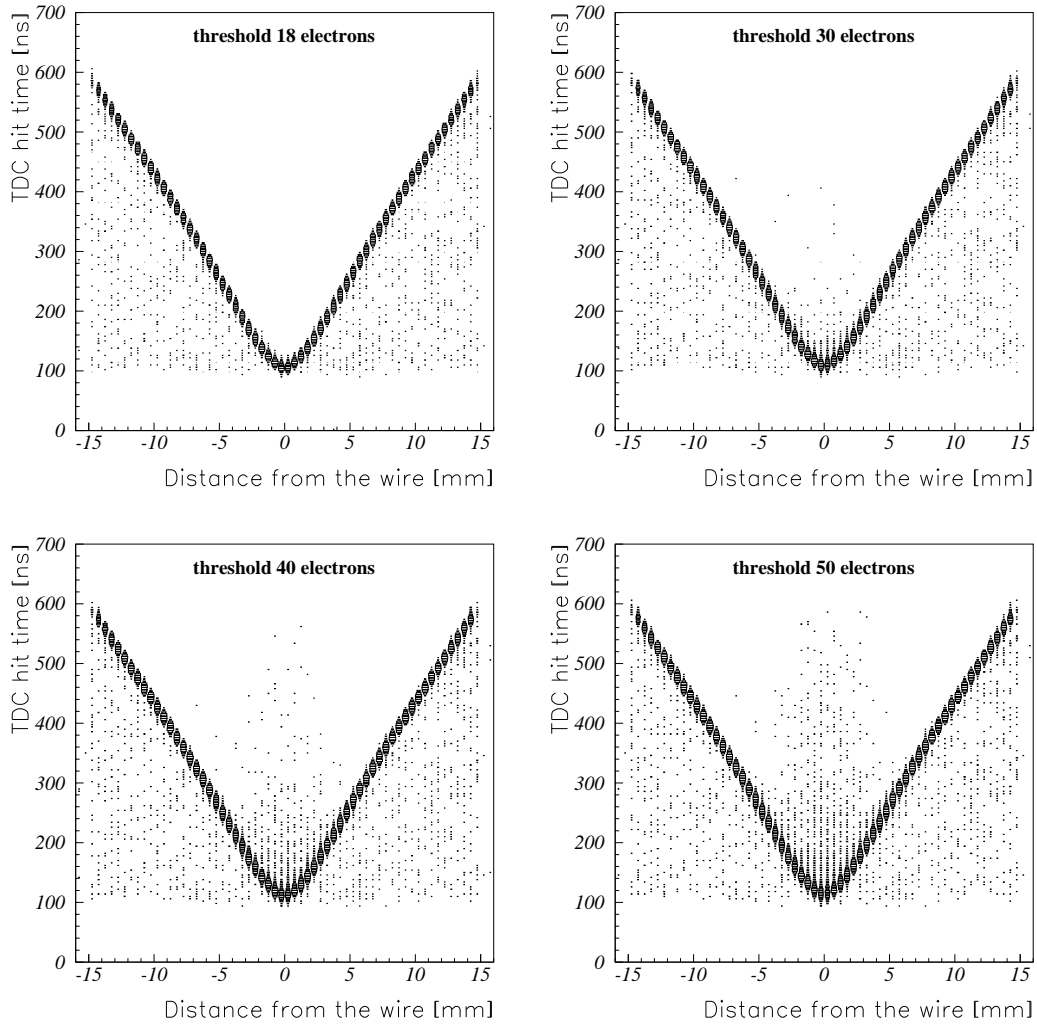 700
600
500
400
300
200
100
0
TDC hit time [ns]
threshold 18 electrons
-15 -10 -5 0 5 10 15
Distance from the wire [mm]
700
600
500
400
300
200
100
0
TDC hit time [ns]
threshold 30 electrons
-15 -10 -5 0 5 10 15
Distance from the wire [mm]
700
600
500
400
300
200
100
0
TDC hit time [ns]
threshold 40 electrons
-15 -10 -5 0 5 10 15
Distance from the wire [mm]
700
600
500
400
300
200
100
0
TDC hit time [ns]
threshold 50 electrons
-15 -10 -5 0 5 10 15
Distance from the wire [mm]